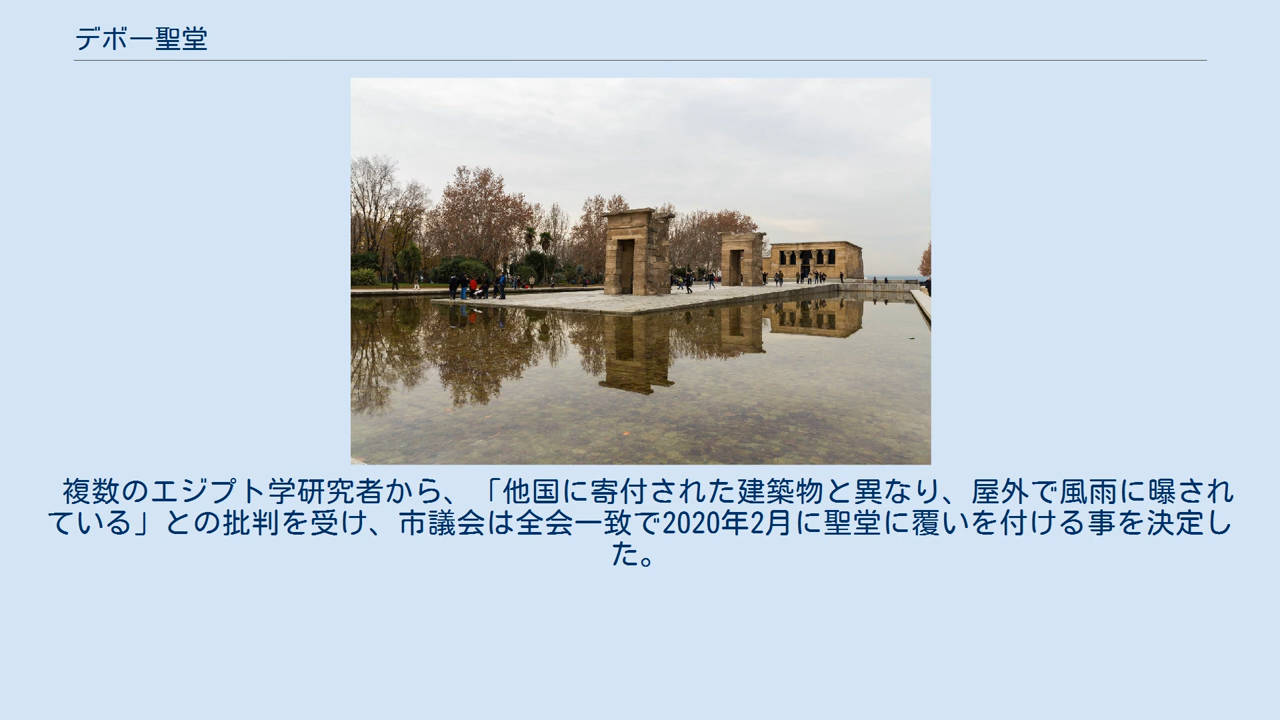 デボー聖堂
複数のエジプト学研究者から、「他国に寄付された建築物と異なり、屋外で風雨に曝され
ている」との批判を受け、市議会は全会一致で2020年2月に聖堂に覆いを付ける事を決定し
た。